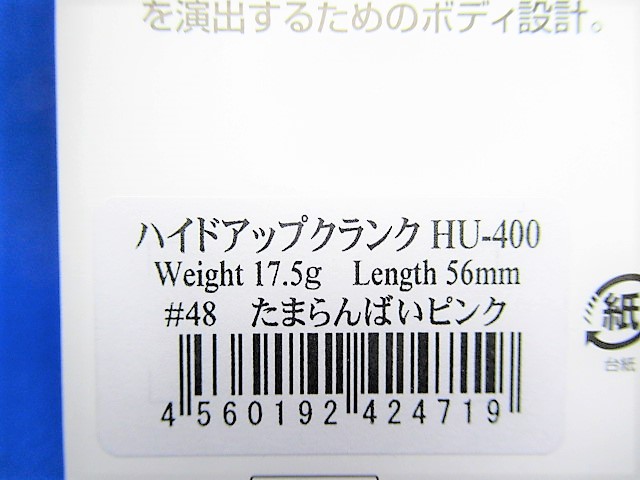 を演出するためのボディ設計。
ハイドアップクランク HU-400
Weight 17.5g Length 56mm
#48 たまらんばいピンク
4 560192 424719
紙
台紙